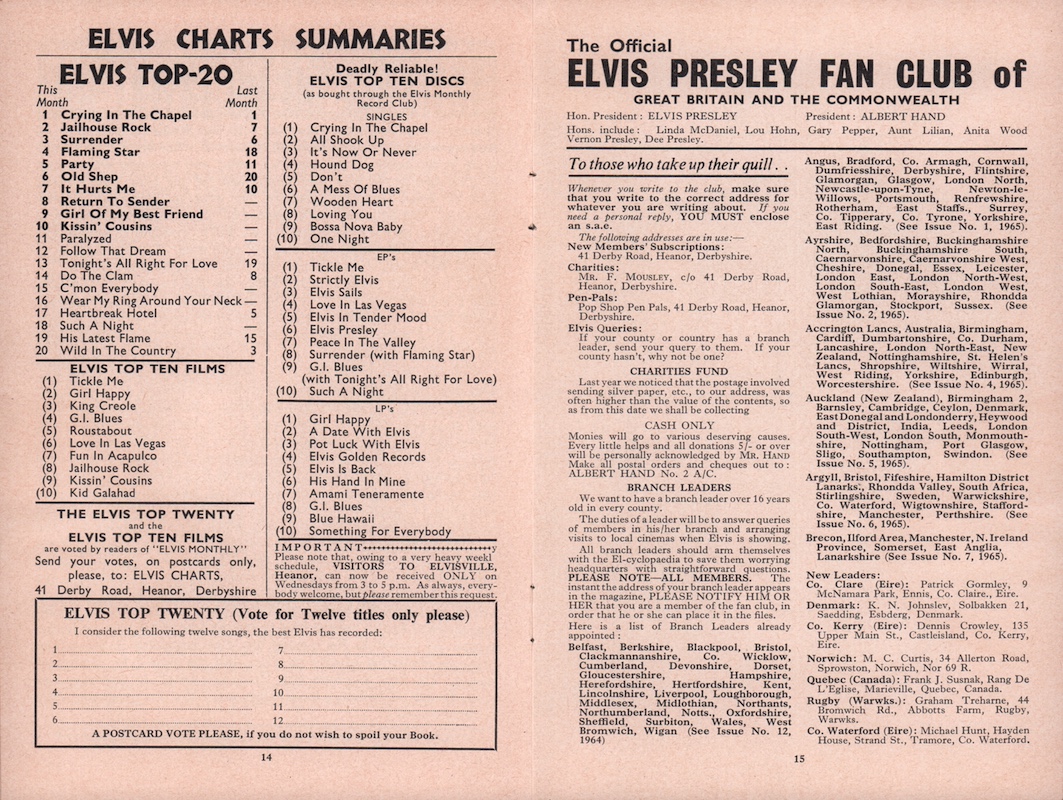 ELVIS CHARTS SUMMARIES
ELVIS TOP-20
This Last
Month Month
1 Crying In The Chapel 1
2 Jailhouse Rock 7
3 Surrender 6
4 Flaming Star 18
5 Party 11
6 Old Shep 20
7 It Hurts Me 10
8 Return To Sender —
9 Girl Of My Best Friend —
10 Kissin' Cousins —
11 Paralyzed —
12 Follow That Dream —
13 Tonight's All Right For Love 19
14 Do The Clam 8
15 C'mon Everybody —
16 Wear My Ring Around Your Neck —
17 Heartbreak Hotel 5
18 Such A Night —
19 His Latest Flame 15
20 Wild In The Country 3
ELVIS TOP TEN FILMS
(1) Tickle Me
(2) Girl Happy
(3) King Creole
(4) G.I. Blues
(5) Roustabout
(6) Love In Las Vegas
(7) Fun In Acapulco
(8) Jailhouse Rock
(9) Kissin' Cousins
(10) Kid Galahad
THE ELVIS TOP TWENTY
and the
ELVIS TOP TEN FILMS
are voted by readers of "ELVIS MONTHLY"
Send your votes, on postcards only,
please, to: ELVIS CHARTS,
41 Derby Road, Heanor, Derbyshire
Deadly Reliable!
ELVIS TOP TEN DISCS
(as bought through the Elvis Monthly
Record Club)
SINGLES
(1) Crying In The Chapel
(2) All Shook Up
(3) It's Now Or Never
(4) Hound Dog
(5) Don't
(6) A Mess Of Blues
(7) Wooden Heart
(8) Loving You
(9) Bossa Nova Baby
(10) One Night
EP's
(1) Tickle Me
(2) Strictly Elvis
(3) Elvis Sails
(4) Love In Las Vegas
(5) Elvis In Tender Mood
(6) Elvis Presley
(7) Peace In The Valley
(8) Surrender (with Flaming Star)
(9) G.I. Blues
(with Tonight's All Right For Love)
(10) Such A Night
LP's
(1) Girl Happy
(2) A Date With Elvis
(3) Pot Luck With Elvis
(4) Elvis Golden Records
(5) Elvis Is Back
(6) His Hand In Mine
(7) Amami Teneramente
(8) G.I. Blues
(9) Blue Hawaii
(10) Something For Everybody
IMPORTANT y
Please note that, owing to a very heavy weekly
schedule, VISITORS TO ELVISVILLE,
Heanor, can now be received ONLY on
Wednesdays from 3 to 5 p.m. As always, every-
body welcome, but please remember this request.
ELVIS TOP TWENTY (Vote for Twelve titles only please)
I consider the following twelve songs, the best Elvis has recorded:
1 7
2 8
3 9
4 10
5 11
6 12
A POSTCARD VOTE PLEASE, if you do not wish to spoil your Book.
14
The Official
ELVIS PRESLEY FAN CLUB of
GREAT BRITAIN AND THE COMMONWEALTH
Hon. President : ELVIS PRESLEY President : ALBERT HAND
Hons. include : Linda McDaniel, Lou Hohn, Gary Pepper, Aunt Lilian, Anita Wood
Vernon Presley, Dee Presley.
To those who take up their quill . .
Whenever you write to the club, make sure
that you write to the correct address for
whatever you are writing about. If you
need a personal reply, YOU MUST enclose
an s.a.e.
The following addresses are in use:—
New Members' Subscriptions:
41 Derby Road, Heanor, Derbyshire.
Charities:
MR. F. MOUSLEY, c/o 41 Derby Road,
Heanor, Derbyshire.
Pen-Pals:
Pop Shop Pen Pals, 41 Derby Road, Heanor,
Derbyshire.
Elvis Queries:
If your county or country has a branch
leader, send your query to them. If your
county hasn't, why not be one?
CHARITIES FUND
Last year we noticed that the postage involved
sending silver paper, etc., to our address, was
often higher than the value of the contents, so
as from this date we shall be collecting
CASH ONLY
Monies will go to various deserving causes.
Every little helps and all donations 5/- or over
will be personally acknowledged by MR. HAND
Make all postal orders and cheques out to :
ALBERT HAND No. 2 A/C.
BRANCH LEADERS
We want to have a branch leader over 16 years
old in every county.
The duties of a leader will be to answer queries
of members in his/her branch and arranging
visits to local cinemas when Elvis is showing.
All branch leaders should arm themselves
with the El-cyclopaedia to save them worrying
headquarters with straightforward questions.
PLEASE NOTE—ALL MEMBERS. The
instant the address of your branch leader appears
in the magazine, PLEASE NOTIFY HIM OR
HER that you are a member of the fan club, in
order that he or she can place it in the files.
Here is a list of Branch Leaders already
appointed :
Belfast, Berkshire, Blackpool, Bristol,
Clackmannanshire, Co. Wicklow,
Cumberland, Devonshire, Dorset,
Gloucestershire, Hampshire,
Herefordshire, Hertfordshire, Kent,
Lincolnshire, Liverpool, Loughborough,
Middlesex, Midlothian, Northants,
Northumberland, Notts., Oxfordshire,
Sheffield, Surbiton, Wales, West
Bromwich, Wigan (See Issue No. 12,
1964)
Angus, Bradford, Co. Armagh, Cornwall,
Dumfriesshire, Derbyshire, Flintshire,
Glamorgan, Glasgow, London North,
Newcastle-upon-Tyne, Newton-le-
Willows, Portsmouth, Renfrewshire,
Rotherham, East Staffs., Surrey,
Co. Tipperary, Co. Tyrone, Yorkshire,
East Riding. (See Issue No. 1, 1965).
Ayrshire, Bedfordshire, Buckinghamshire
North, Buckinghamshire South,
Caernarvonshire, Caernarvonshire West,
Cheshire, Donegal, Essex, Leicester,
London East, London North-West,
London South-East, London West,
West Lothian, Morayshire, Rhondda
Glamorgan, Stockport, Sussex. (See
Issue No. 2, 1965).
Accrington Lancs, Australia, Birmingham,
Cardiff, Dumbartonshire, Co. Durham,
Lancashire, London North-East, New
Zealand, Nottinghamshire, St. Helen's
Lancs, Shropshire, Wiltshire, Wirral,
West Riding, Yorkshire, Edinburgh,
Worcestershire. (See Issue No. 4, 1965).
Auckland (New Zealand), Birmingham 2,
Barnsley, Cambridge, Ceylon, Denmark,
East Donegal and Londonderry, Heywood
and District, India, Leeds, London
South-West, London South, Monmouth-
shire, Nottingham, Port Glasgow,
Sligo, Southampton, Swindon. (See
Issue No. 5, 1965).
Argyll, Bristol, Fifeshire, Hamilton District
Lanarks., Rhondda Valley, South Africa,
Stirlingshire, Sweden, Warwickshire,
Co. Waterford, Wigtownshire, Stafford-
shire, Manchester, Perthshire. (See
Issue No. 6, 1965).
Brecon, Ilford Area, Manchester, N. Ireland
Province, Somerset, East Anglia,
Lanarkshire (See Issue No. 7, 1965).
New Leaders:
Co. Clare (Eire): Patrick Gormley, 9
McNamara Park, Ennis, Co. Claire., Eire.
Denmark: K. N. Johnslev, Solbakken 21,
Saedding, Esbderg, Denmark.
Co. Kerry (Eire): Dennis Crowley, 135
Upper Main St., Castleisland, Co. Kerry,
Eire.
Norwich: M. C. Curtis, 34 Allerton Road,
Sprowston, Norwich, Nor 69 R.
Quebec (Canada): Frank J. Susnak, Rang De
L'Eglise, Marieville, Quebec, Canada.
Rugby (Warwks.): Graham Treharne, 44
Bromwich Rd., Abbotts Farm, Rugby,
Warwks.
Co. Waterford (Eire): Michael Hunt, Hayden
House, Strand St., Tramore, Co. Waterford.
15